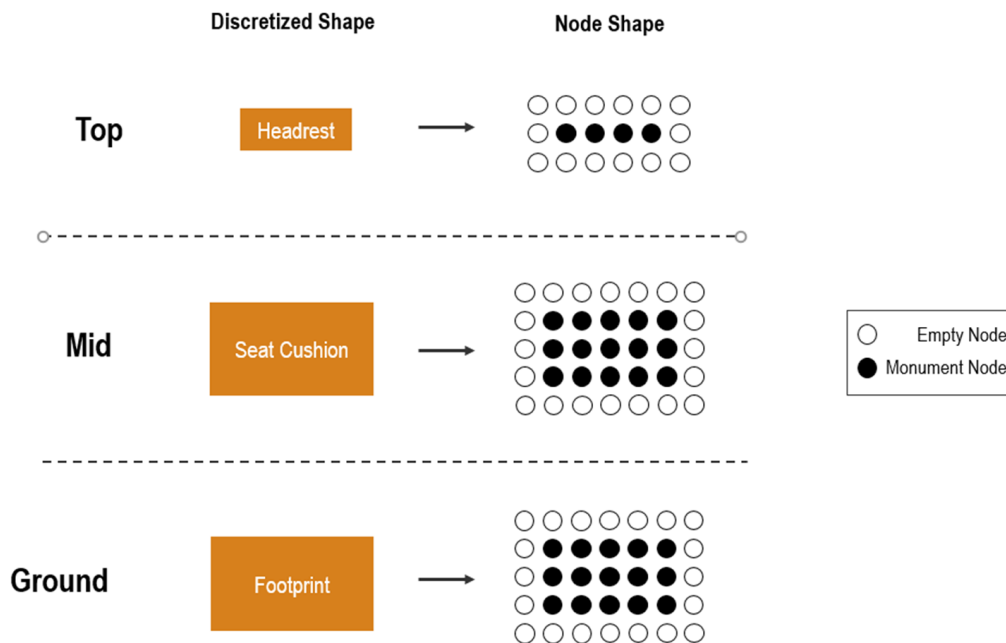 Discretized Shape
Node Shape
Top
Headrest
Mid
Seat Cushion
Empty Node
Monument Node
Ground
Footprint